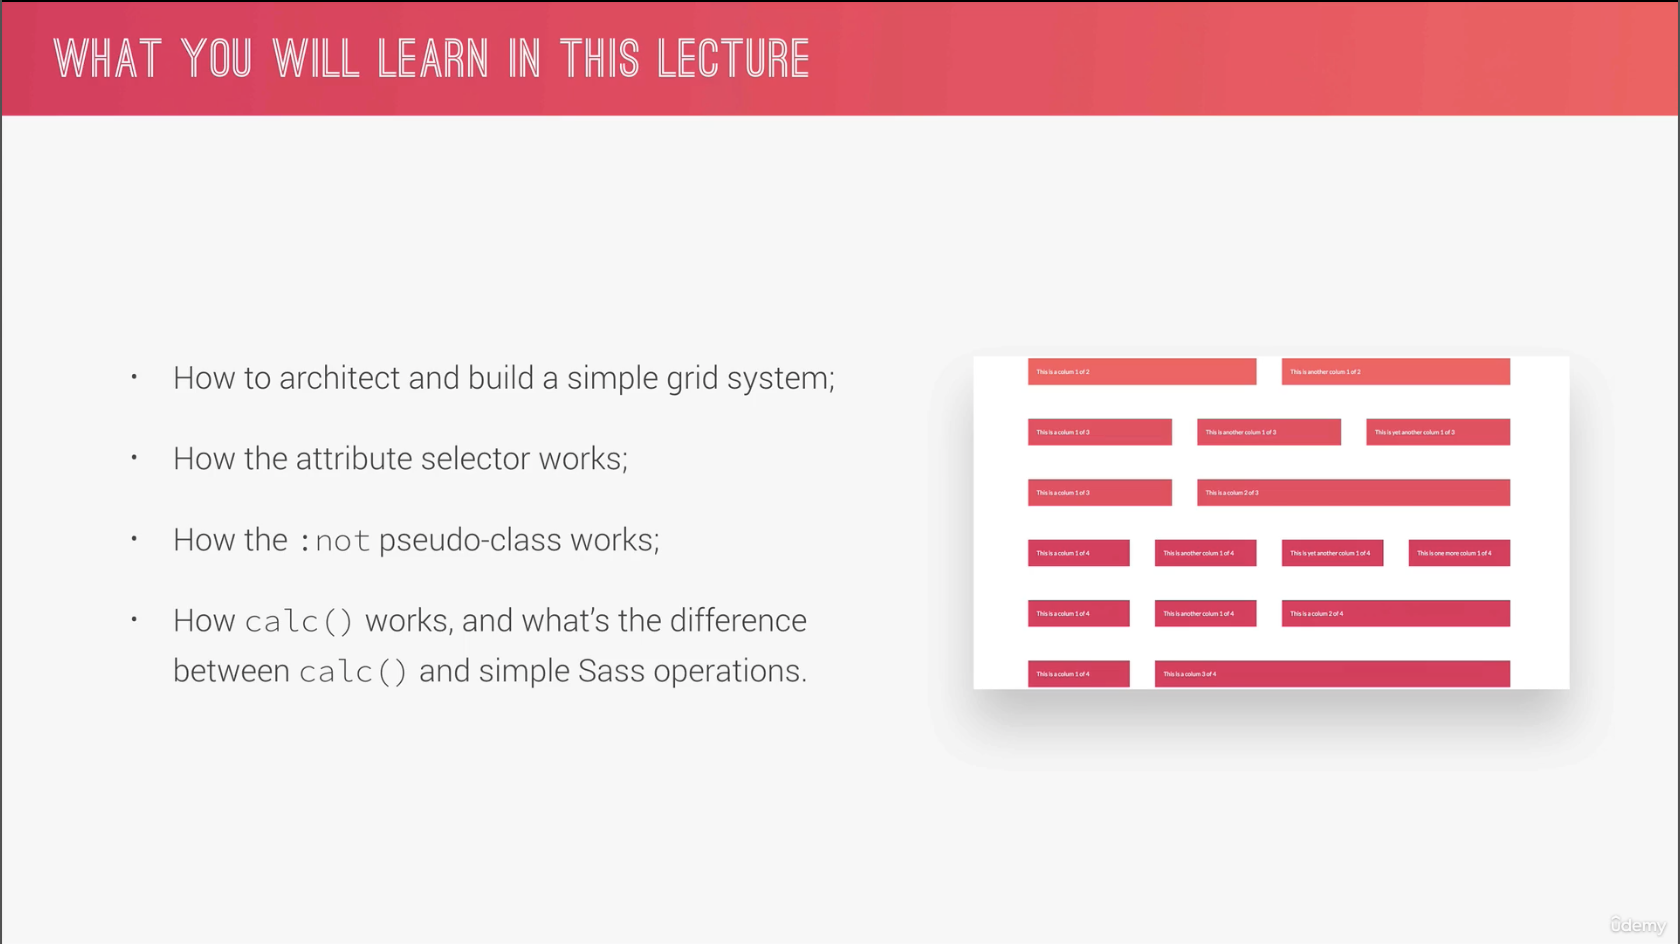 WHAT YOU WILL LEARN IN THIS LECTURE
• How to architect and build a simple grid system;
• How the attribute selector works;
• How the :not pseudo-class works;
• How calc() works, and what's the difference
between calc() and simple Sass operations.
This is a colum 1 of 2 This is another colum 1 of 2
This is a colum 1 of 3 This is another colum 1 of 3 This is yet another colum 1 of 3
This is a colum 1 of 3 This is a colum 2 of 3
This is a colum 1 of 4 This is another colum 1 of 4 This is yet another colum 1 of 4 This is one more colum 1 of 4
This is a colum 1 of 4 This is another colum 1 of 4 This is a colum 2 of 4
This is a colum 1 of 4 This is a colum 3 of 4
ûdemy